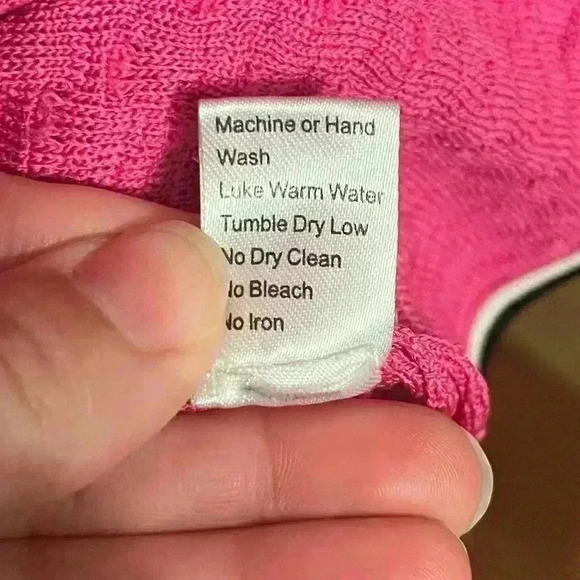 Machine or Hand
Wash
Luke Warm Water
Tumble Dry Low
No Dry Clean
No Bleach
No Iron